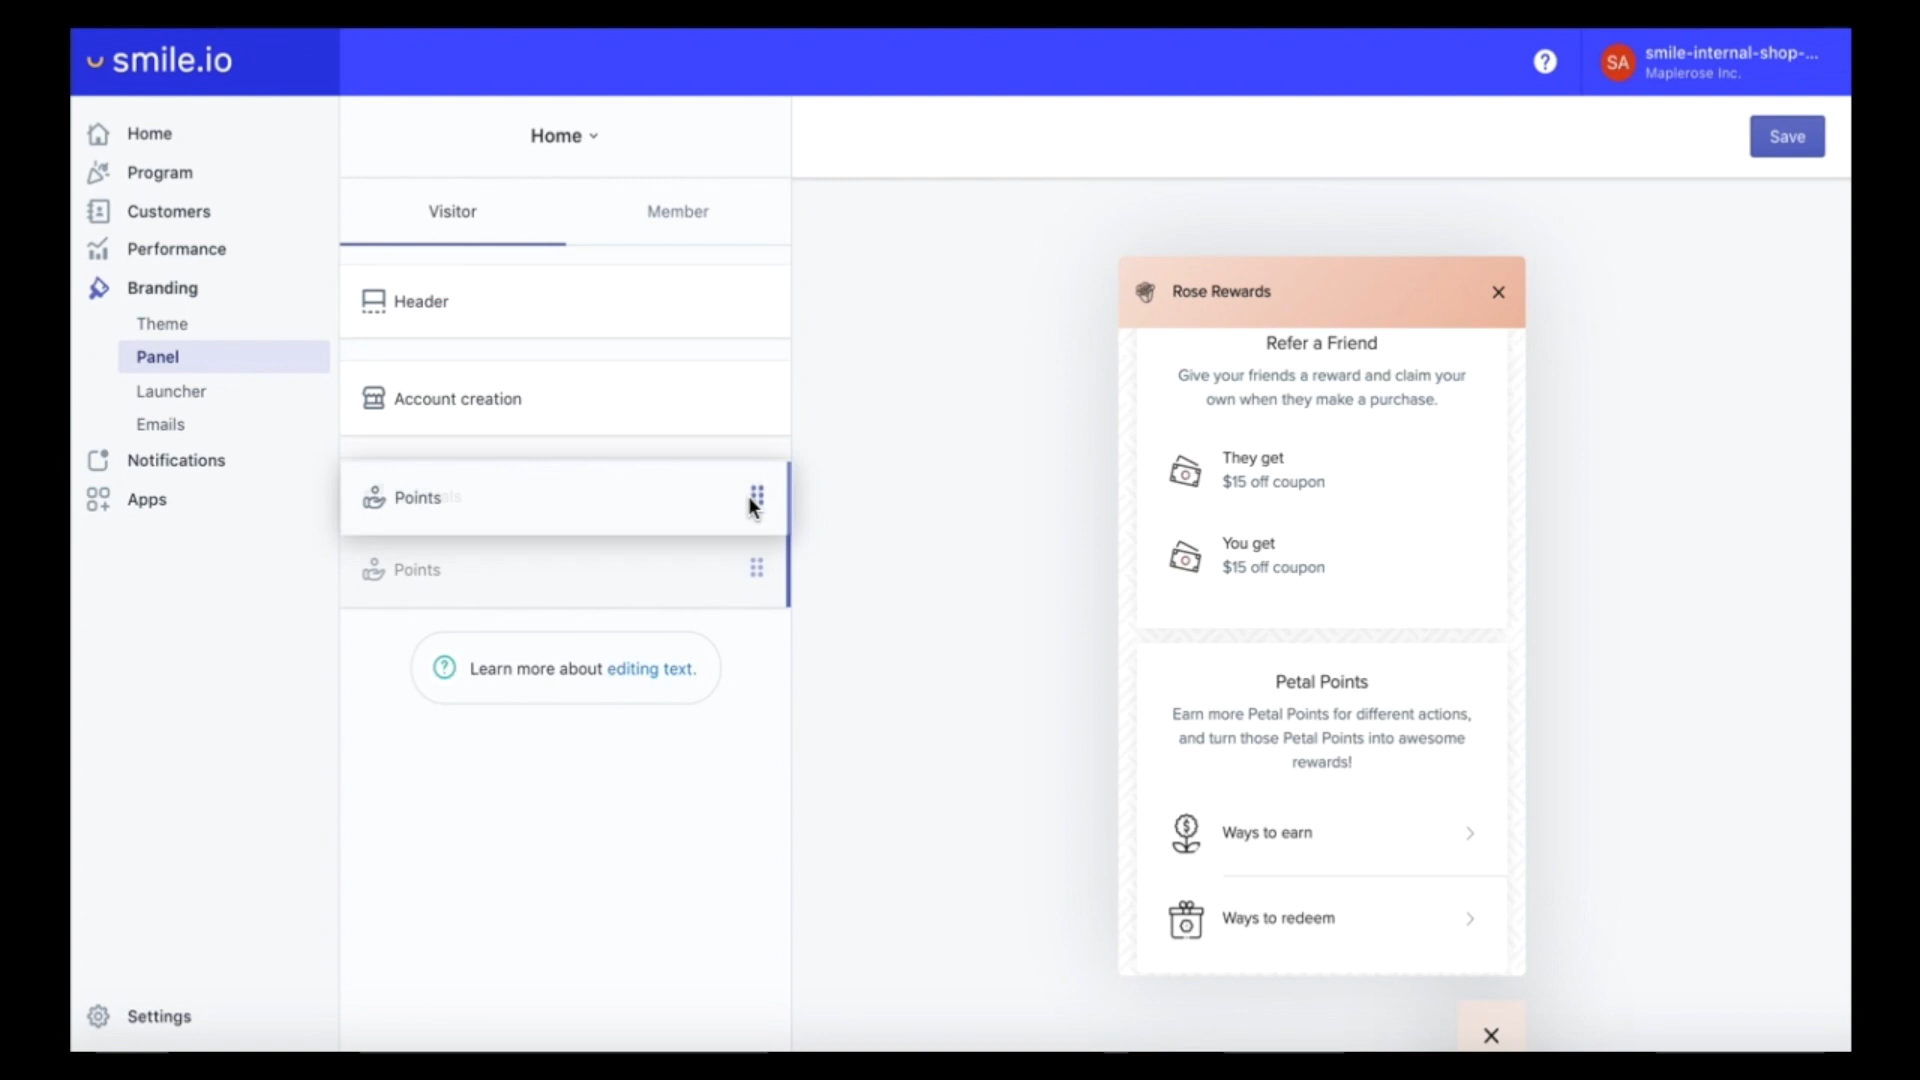 smile.io
smile-internal-shop-...
SA
Maplerose Inc.
Home
Program
Customers
Performance
Branding
Theme
Panel
Launcher
Emails
Notifications
Apps
Settings
Home
Visitor
Member
Header
Account creation
Points
Points
Learn more about editing text.
Save
Rose Rewards
Refer a Friend
Give your friends a reward and claim your
own when they make a purchase.
They get
$15 off coupon
You get
$15 off coupon
Petal Points
Earn more Petal Points for different actions,
and turn those Petal Points into awesome
rewards!
Ways to earn
Ways to redeem